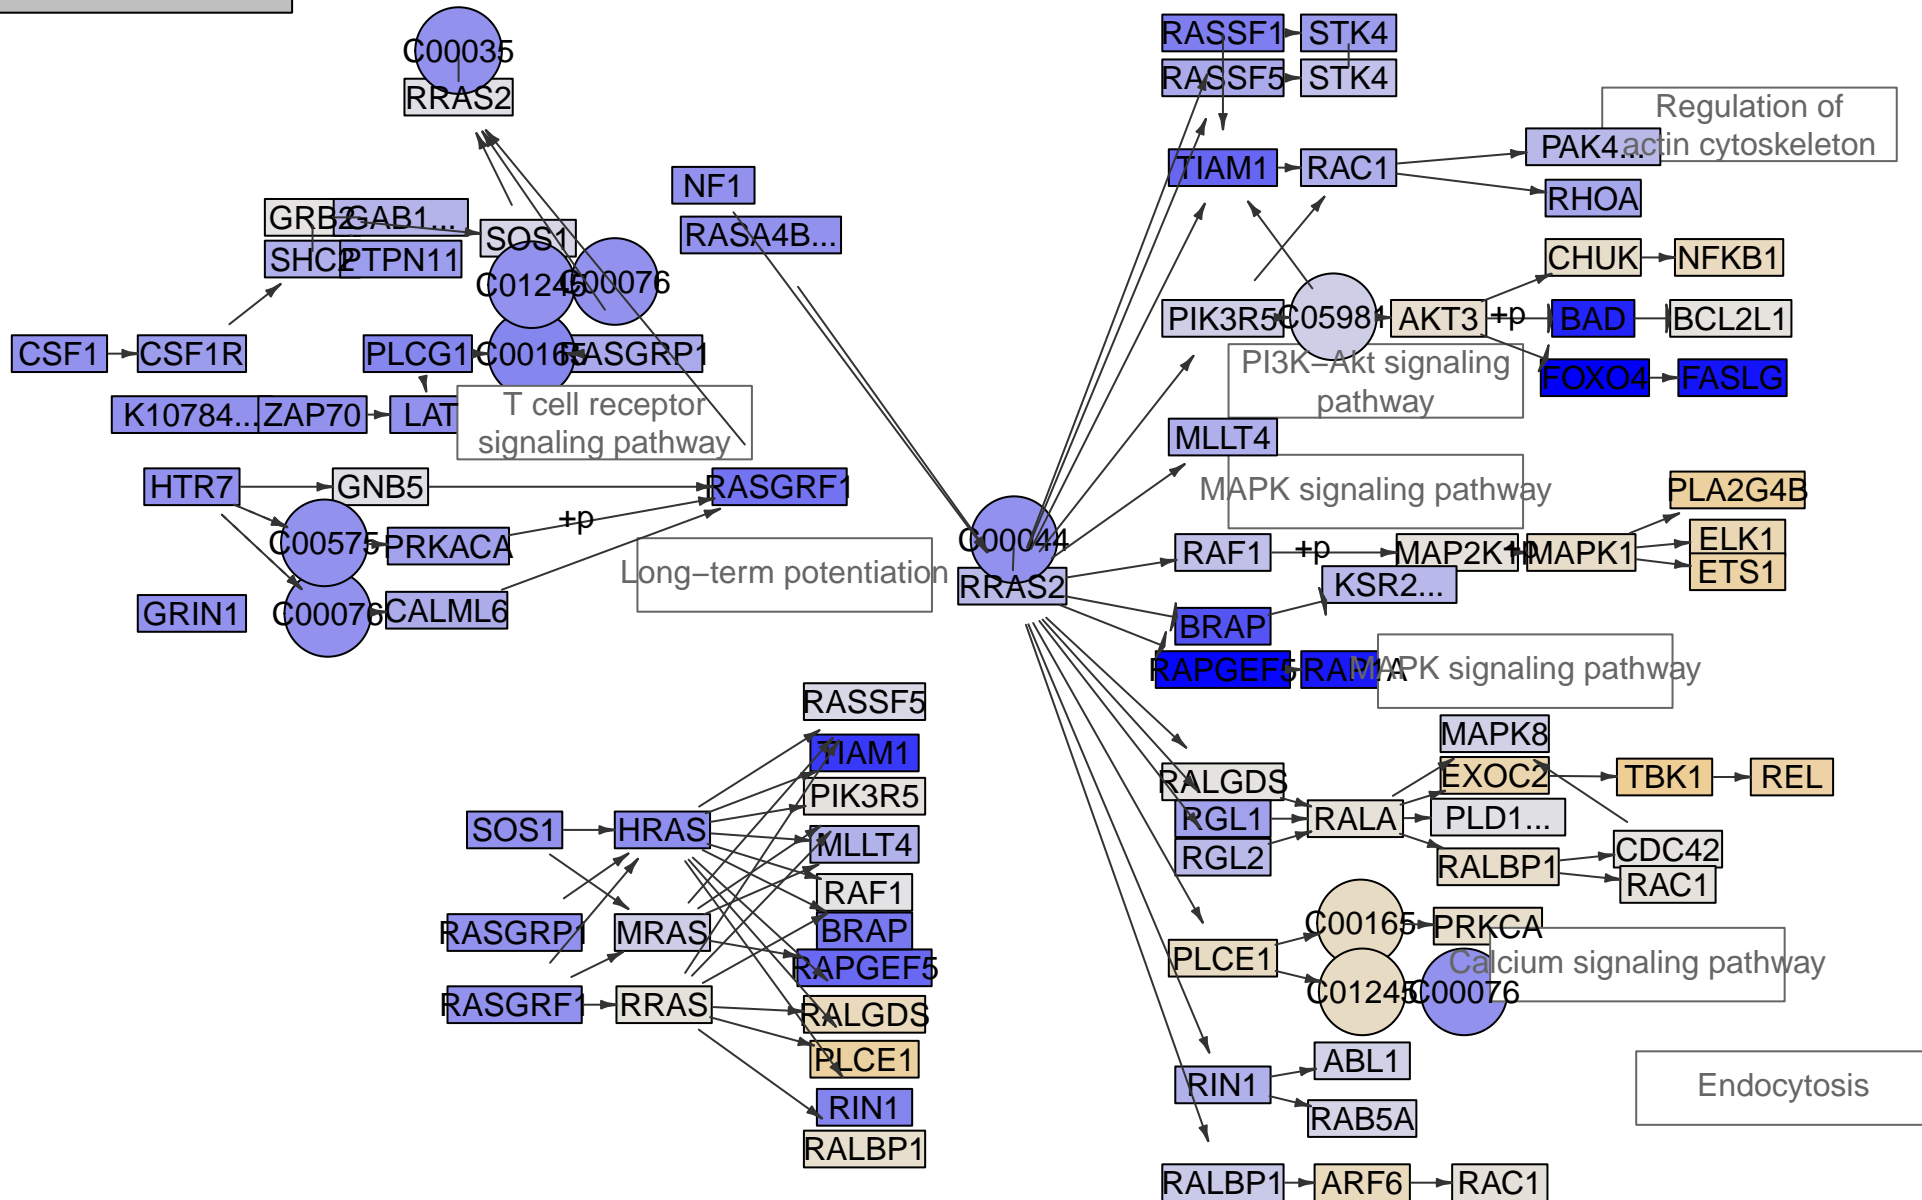 C00035
RRAS2
RASSF1
STK4
RASSF5
STK4
Regulation of
actin cytoskeleton
PAK4...
TIAM1
RAC1
RHOA
NF1
RASA4B...
GRB2
GAB1...
SOS1
SHC2
PTPN11
C01245
C00076
CHUK
NFKB1
PIK3R5
C05981
AKT3
+p
BAD
BCL2L1
CSF1
CSF1R
PLCG1
C00165
RASGRP1
PI3K–Akt signaling
pathway
FOXO4
FASLG
K10784...
ZAP70
LAT
T cell receptor
signaling pathway
MLLT4
HTR7
GNB5
RASGRF1
MAPK signaling pathway
PLA2G4B
C00575
PRKACA
+p
C00044
RRAS2
RAF1
+p
MAP2K1
+p
MAPK1
ELK1
ETS1
Long–term potentiation
KSR2...
GRIN1
C00076
CALML6
BRAP
RAPGEF5
RAP1A
MAPK signaling pathway
RASSF5
TIAM1
PIK3R5
MAPK8
RALGDS
EXOC2
TBK1
REL
SOS1
HRAS
MLLT4
RGL1
RALA
PLD1...
RGL2
RALBP1
CDC42
RAC1
RAF1
RASGRP1
MRAS
BRAP
RAPGEF5
C00165
PRKCA
PLCE1
Calcium signaling pathway
C01245
C00076
RASGRF1
RRAS
RALGDS
PLCE1
RIN1
RALBP1
ABL1
RIN1
RAB5A
Endocytosis
RALBP1
ARF6
RAC1